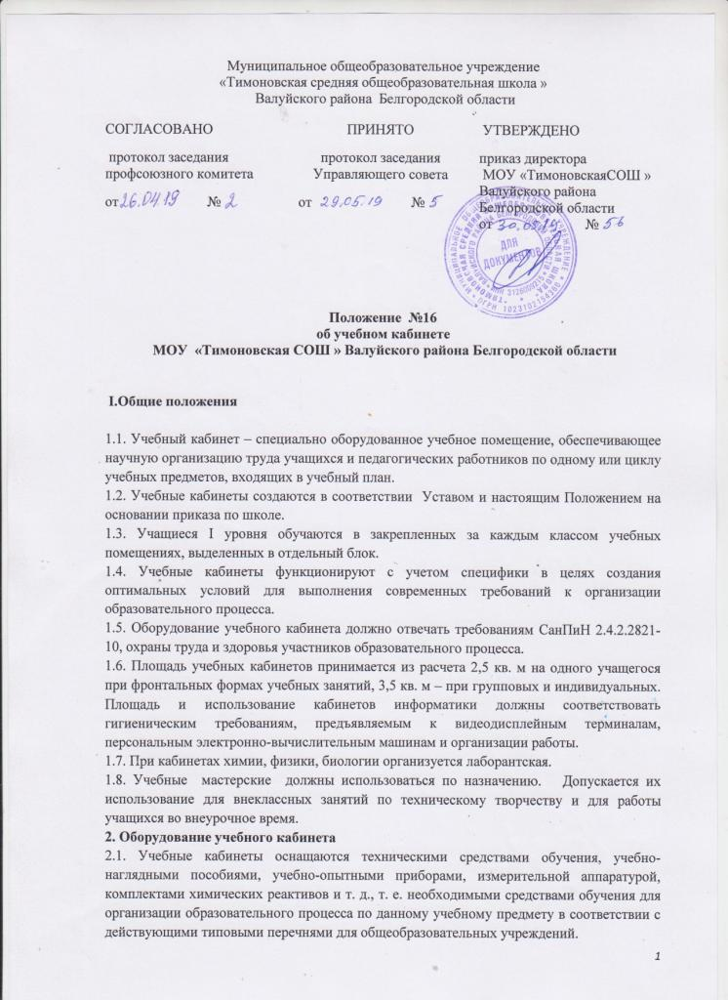 Муниципальное общеобразовательное учреждение
«Тимоновская средняя общеобразовательная школа »
Валуйского района Белгородской области
СОГЛАСОВАНО ПРИНЯТО УТВЕРЖДЕНО
протокол заседания протокол заседания приказ директора
профсоюзного комитета Управляющего совета МОУ «ТимоновскаяСОШ »
Валуйского района
от 26.04.19 № 2 от 29.05.19 № 5 Белгородской области
от 30.05.19 № 56
ДЛЯ
ДОКУМЕНТОВ
Положение №16
об учебном кабинете
МОУ «Тимоновская СОШ » Валуйского района Белгородской области
I.Общие положения
1.1. Учебный кабинет – специально оборудованное учебное помещение, обеспечивающее
научную организацию труда учащихся и педагогических работников по одному или циклу
учебных предметов, входящих в учебный план.
1.2. Учебные кабинеты создаются в соответствии Уставом и настоящим Положением на
основании приказа по школе.
1.3. Учащиеся I уровня обучаются в закрепленных за каждым классом учебных
помещениях, выделенных в отдельный блок.
1.4. Учебные кабинеты функционируют с учетом специфики в целях создания
оптимальных условий для выполнения современных требований к организации
образовательного процесса.
1.5. Оборудование учебного кабинета должно отвечать требованиям СанПиН 2.4.2.2821-
10, охраны труда и здоровья участников образовательного процесса.
1.6. Площадь учебных кабинетов принимается из расчета 2,5 кв. м на одного учащегося
при фронтальных формах учебных занятий, 3,5 кв. м – при групповых и индивидуальных.
Площадь и использование кабинетов информатики должны соответствовать
гигиеническим требованиям, предъявляемым к видеодисплейным терминалам,
персональным электронно-вычислительным машинам и организации работы.
1.7. При кабинетах химии, физики, биологии организуется лаборантская.
1.8. Учебные мастерские должны использоваться по назначению. Допускается их
использование для внеклассных занятий по техническому творчеству и для работы
учащихся во внеурочное время.
2. Оборудование учебного кабинета
2.1. Учебные кабинеты оснащаются техническими средствами обучения, учебно-
наглядными пособиями, учебно-опытными приборами, измерительной аппаратурой,
комплектами химических реактивов и т. д., т. е. необходимыми средствами обучения для
организации образовательного процесса по данному учебному предмету в соответствии с
действующими типовыми перечнями для общеобразовательных учреждений.
1